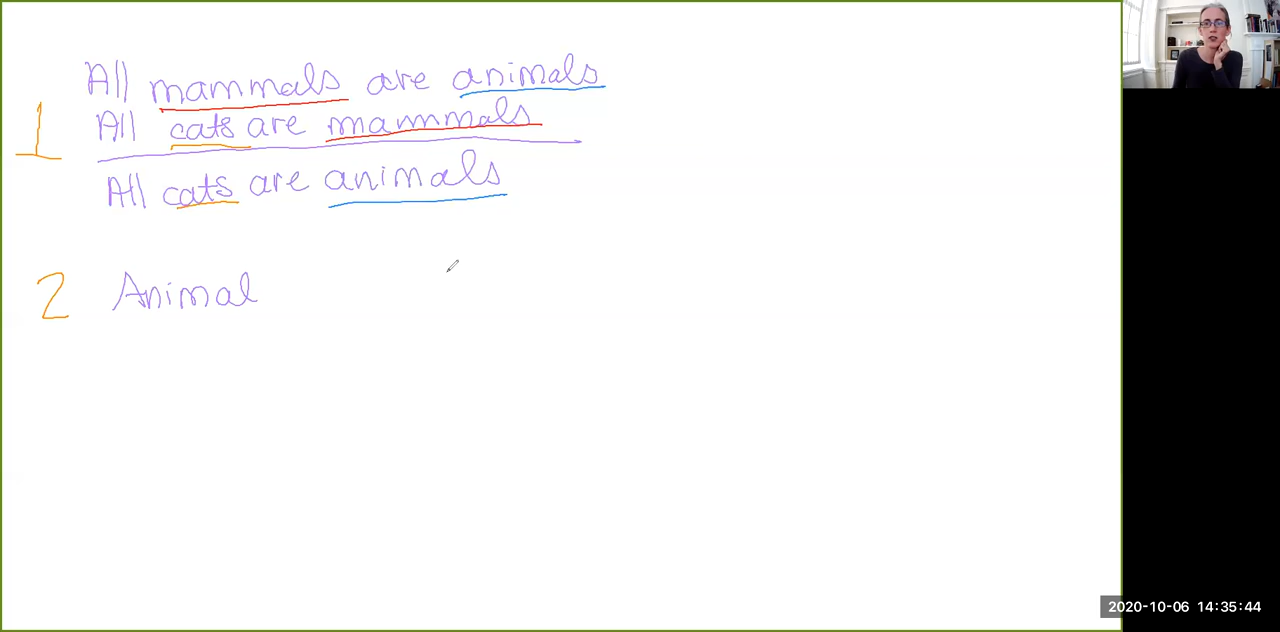 All mammals are animals
1 All cats are mammals
All cats are animals
2 Animal
2020-10-06 14:35:44